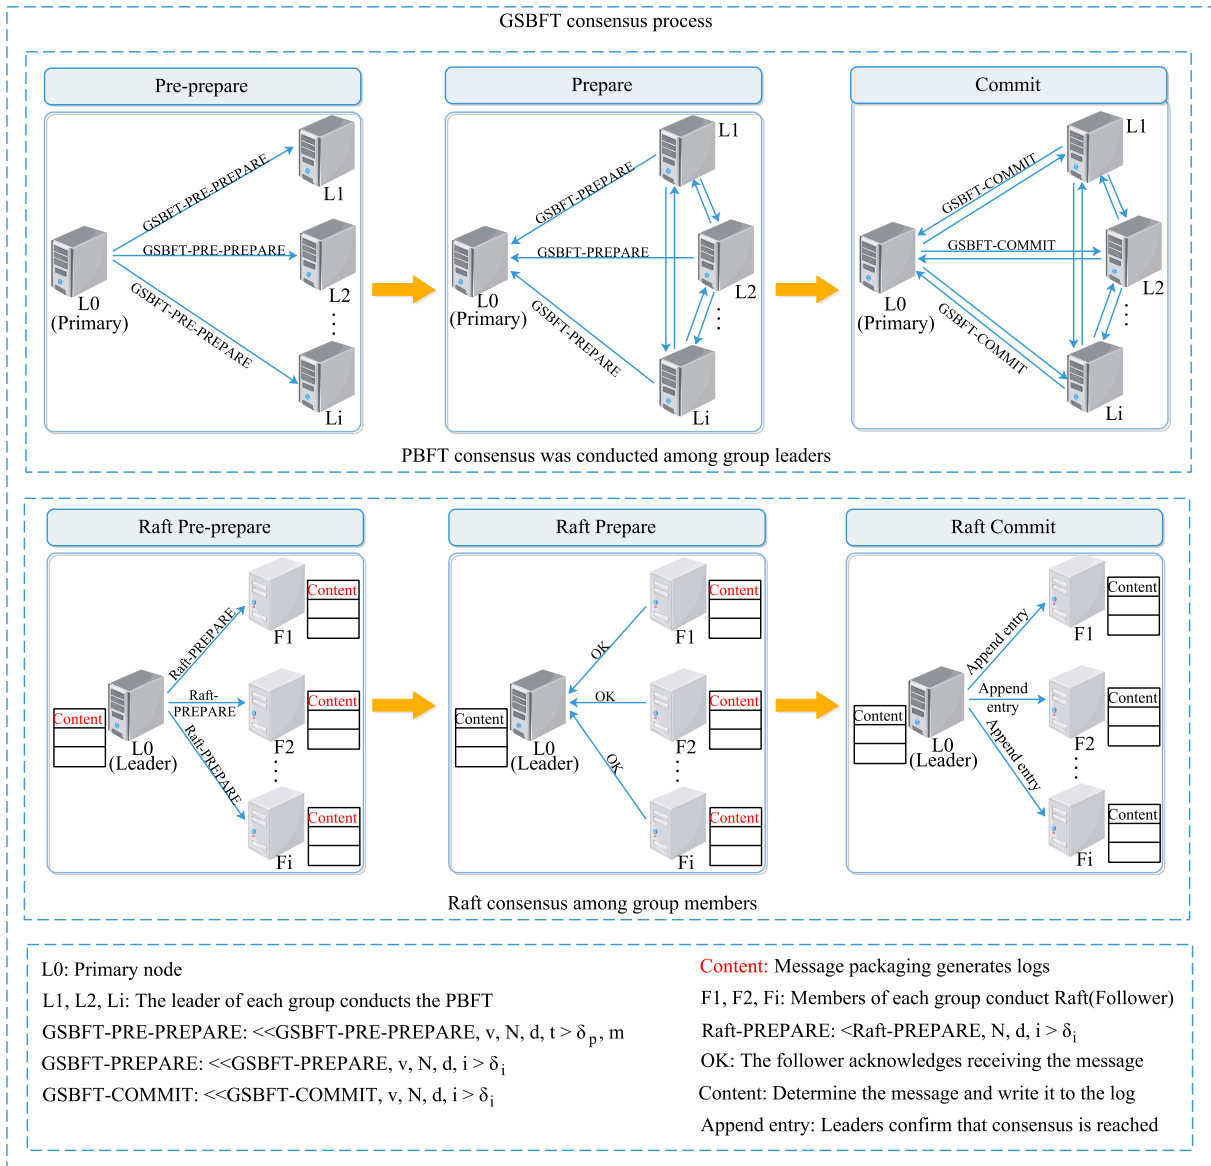 GSBFT consensus process
Pre-prepare
Prepare
Commit
GSBFT-PRE-PREPARE
GSBFT-PRE-PREPARE
GSBFT-PRE-PREPARE
L0
(Primary)
L1
L2
Li
GSBFT-PREPARE
GSBFT-PREPARE
GSBFT-PREPARE
L0
(Primary)
L1
L2
Li
GSBFT-COMMIT
GSBFT-COMMIT
GSBFT-COMMIT
L0
(Primary)
L1
L2
Li
PBFT consensus was conducted among group leaders
Raft Pre-prepare
Raft Prepare
Raft Commit
Raft-PREPARE
Raft-
PREPARE
Raft-PREPARE
Content
L0
(Leader)
Content
F1
Content
F2
Content
Fi
OK
OK
OK
Content
L0
(Leader)
Content
F1
Content
F2
Content
Fi
Append entry
Append
entry
Append entry
Content
L0
(Leader)
Content
F1
Content
F2
Content
Fi
Raft consensus among group members
L0: Primary node
L1, L2, Li: The leader of each group conducts the PBFT
GSBFT-PRE-PREPARE: <<GSBFT-PRE-PREPARE, v, N, d, t > δp, m
GSBFT-PREPARE: <<GSBFT-PREPARE, v, N, d, i > δi
GSBFT-COMMIT: <<GSBFT-COMMIT, v, N, d, i > δi
Content: Message packaging generates logs
F1, F2, Fi: Members of each group conduct Raft(Follower)
Raft-PREPARE: <Raft-PREPARE, N, d, i > δi
OK: The follower acknowledges receiving the message
Content: Determine the message and write it to the log
Append entry: Leaders confirm that consensus is reached